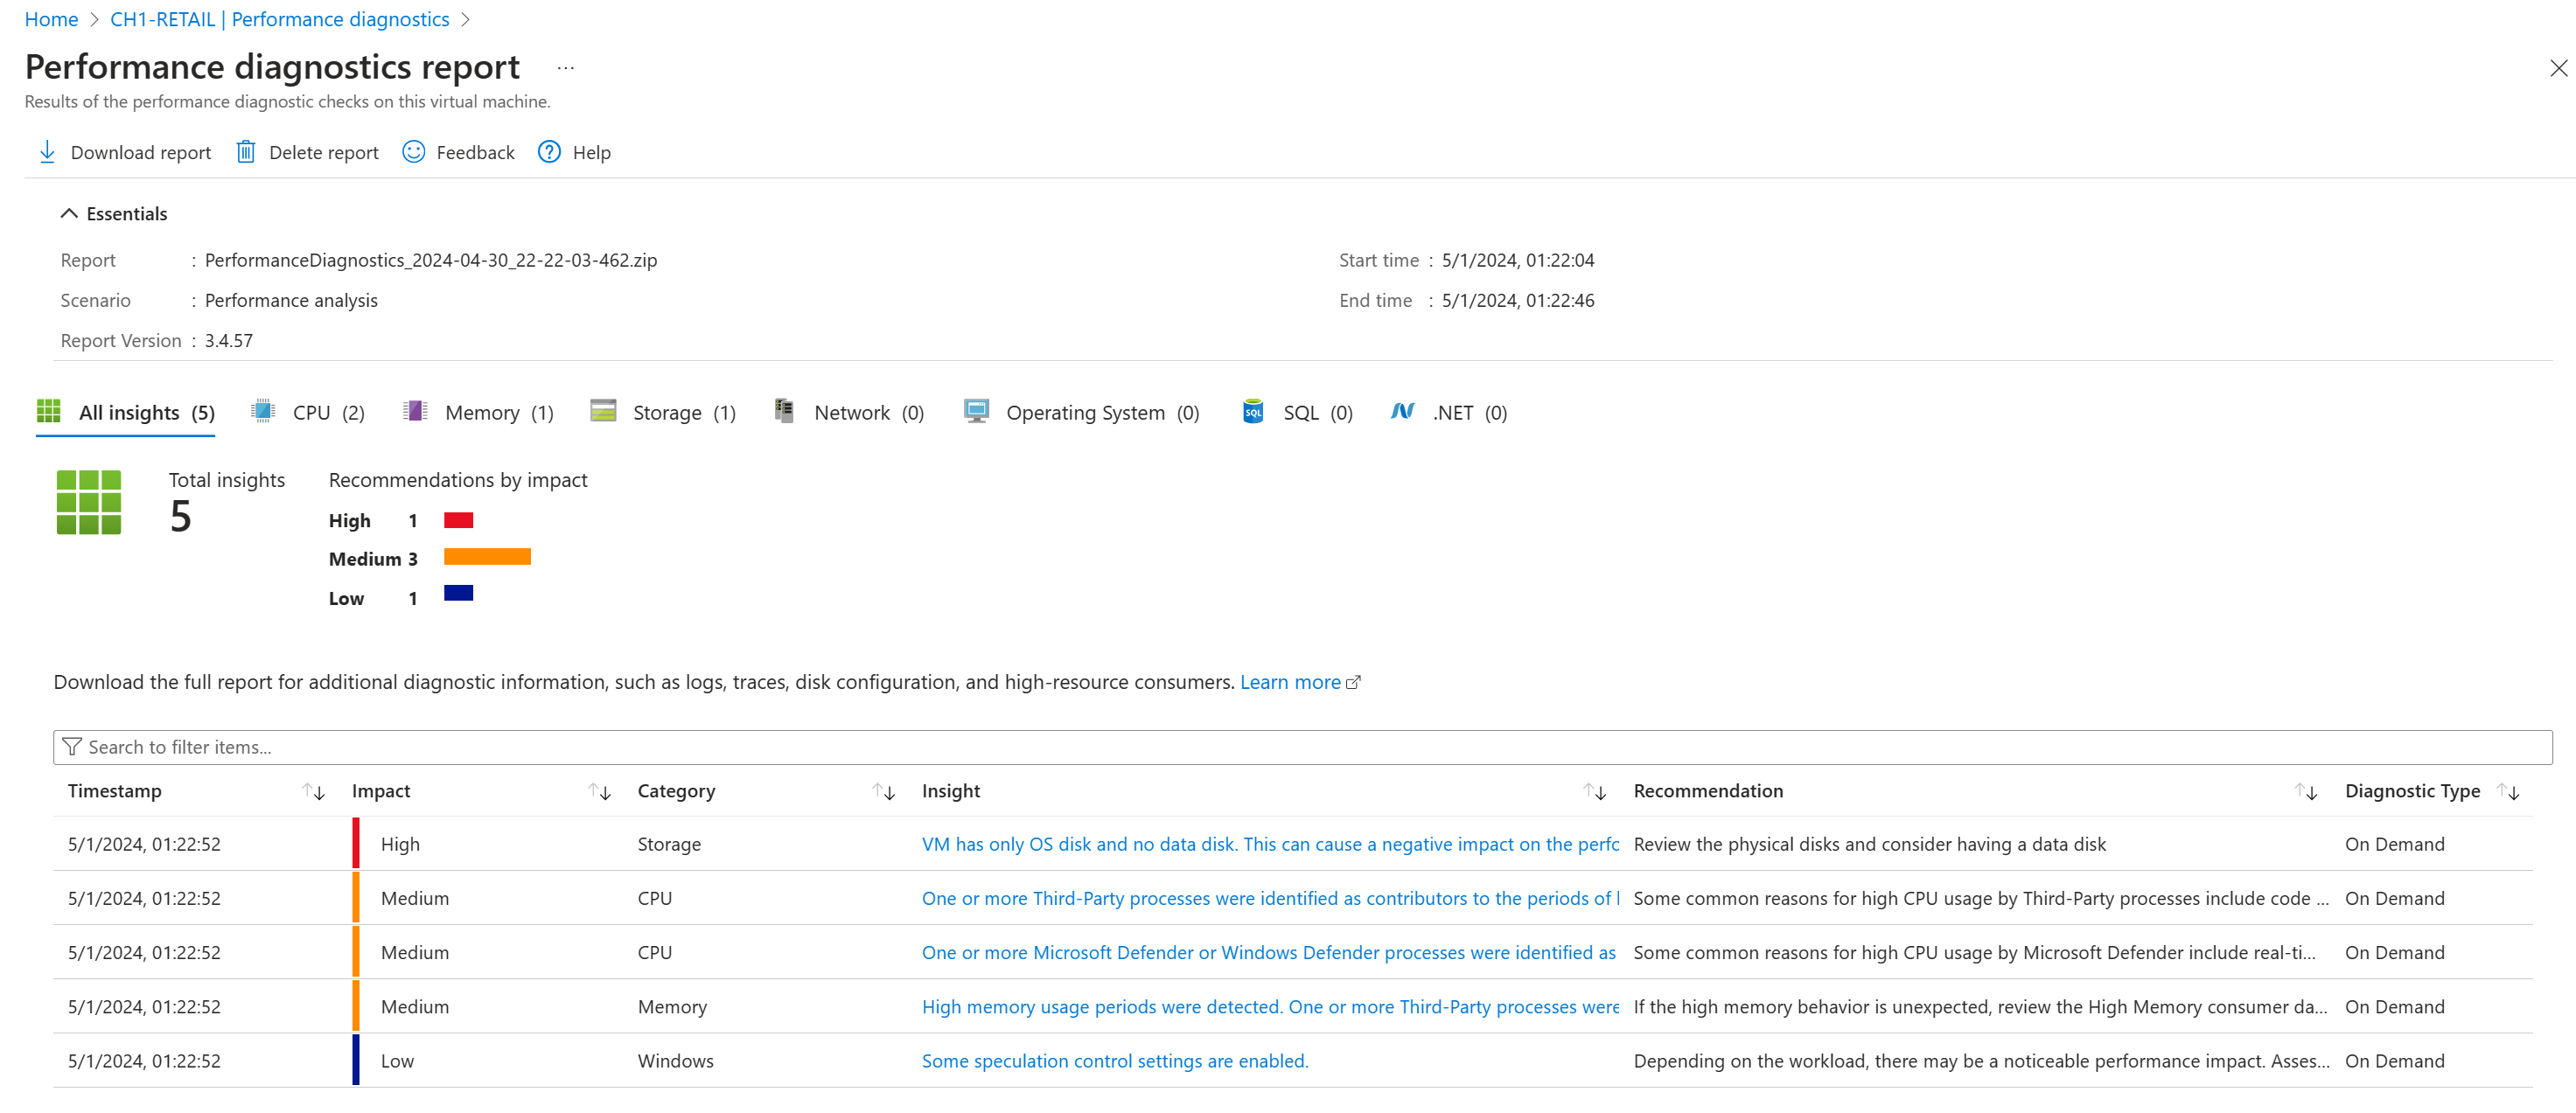 Home > CH1-RETAIL | Performance diagnostics >
Performance diagnostics report ...
Results of the performance diagnostic checks on this virtual machine.
Download report Delete report Feedback Help
Essentials
Report : PerformanceDiagnostics_2024-04-30_22-22-03-462.zip Start time : 5/1/2024, 01:22:04
Scenario : Performance analysis End time : 5/1/2024, 01:22:46
Report Version : 3.4.57
All insights (5) CPU (2) Memory (1) Storage (1) Network (0) Operating System (0) SQL SQL (0) .NET (0)
Total insights Recommendations by impact
5
High 1
Medium 3
Low 1
Download the full report for additional diagnostic information, such as logs, traces, disk configuration, and high-resource consumers. Learn more
Search to filter items...
Timestamp Impact Category Insight Recommendation Diagnostic Type
5/1/2024, 01:22:52 High Storage VM has only OS disk and no data disk. This can cause a negative impact on the perfo Review the physical disks and consider having a data disk On Demand
5/1/2024, 01:22:52 Medium CPU One or more Third-Party processes were identified as contributors to the periods of Some common reasons for high CPU usage by Third-Party processes include code ... On Demand
5/1/2024, 01:22:52 Medium CPU One or more Microsoft Defender or Windows Defender processes were identified as Some common reasons for high CPU usage by Microsoft Defender include real-ti... On Demand
5/1/2024, 01:22:52 Medium Memory High memory usage periods were detected. One or more Third-Party processes were If the high memory behavior is unexpected, review the High Memory consumer da... On Demand
5/1/2024, 01:22:52 Low Windows Some speculation control settings are enabled. Depending on the workload, there may be a noticeable performance impact. Asses... On Demand